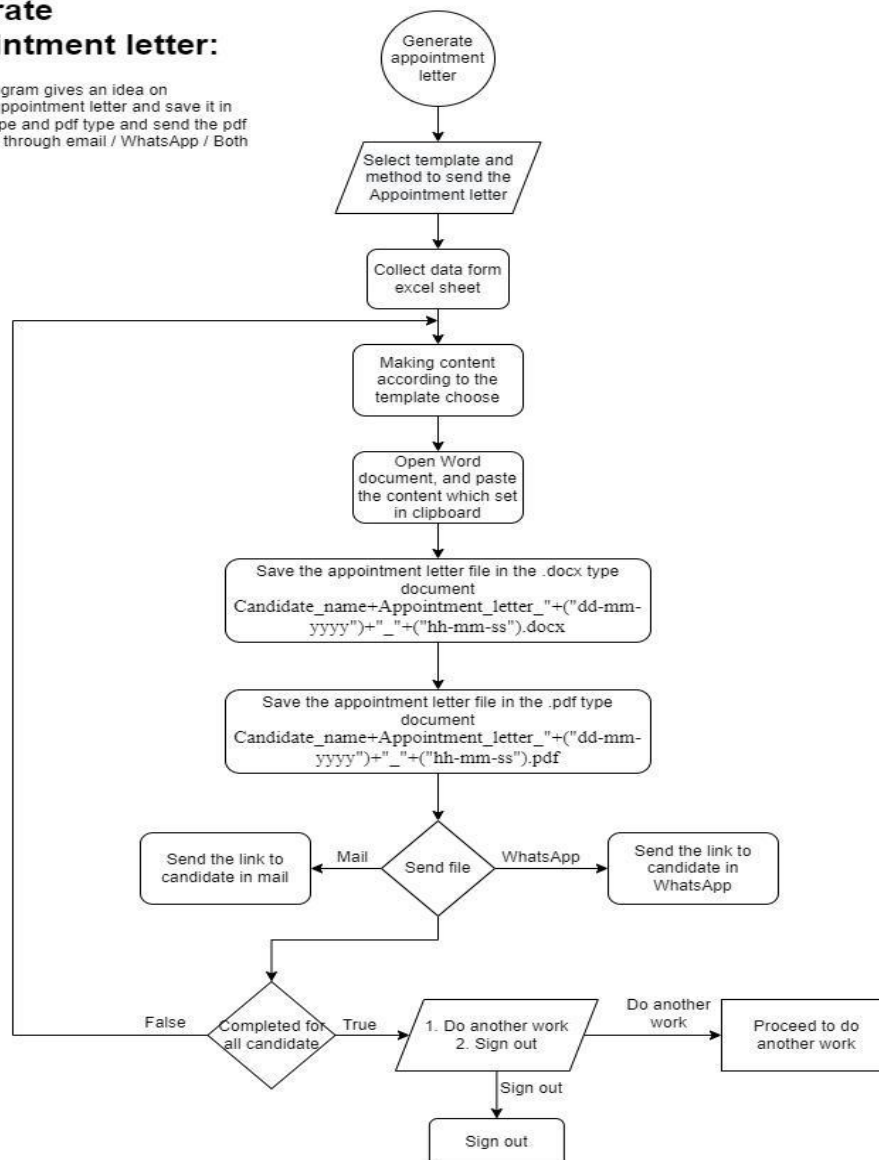 rate
intment letter:
gram gives an idea on
ppointment letter and save it in
pe and pdf type and send the pdf
through email / WhatsApp / Both
Generate
appointment
letter
Select template and
method to send the
Appointment letter
Collect data form
excel sheet
Making content
according to the
template choose
Open Word
document, and paste
the content which set
in clipboard
Save the appointment letter file in the .docx type
document
Candidate_name+Appointment_letter_"+("dd-mm-
yyyy")+"_"+("hh-mm-ss").docx
Save the appointment letter file in the .pdf type
document
Candidate_name+Appointment_letter_"+("dd-mm-
yyyy")+"_"+("hh-mm-ss").pdf
Send the link to
candidate in mail
Mail
Send file
WhatsApp
Send the link to
candidate in
WhatsApp
False
Completed for
all candidate
True
1. Do another work
2. Sign out
Do another
work
Proceed to do
another work
Sign out
Sign out